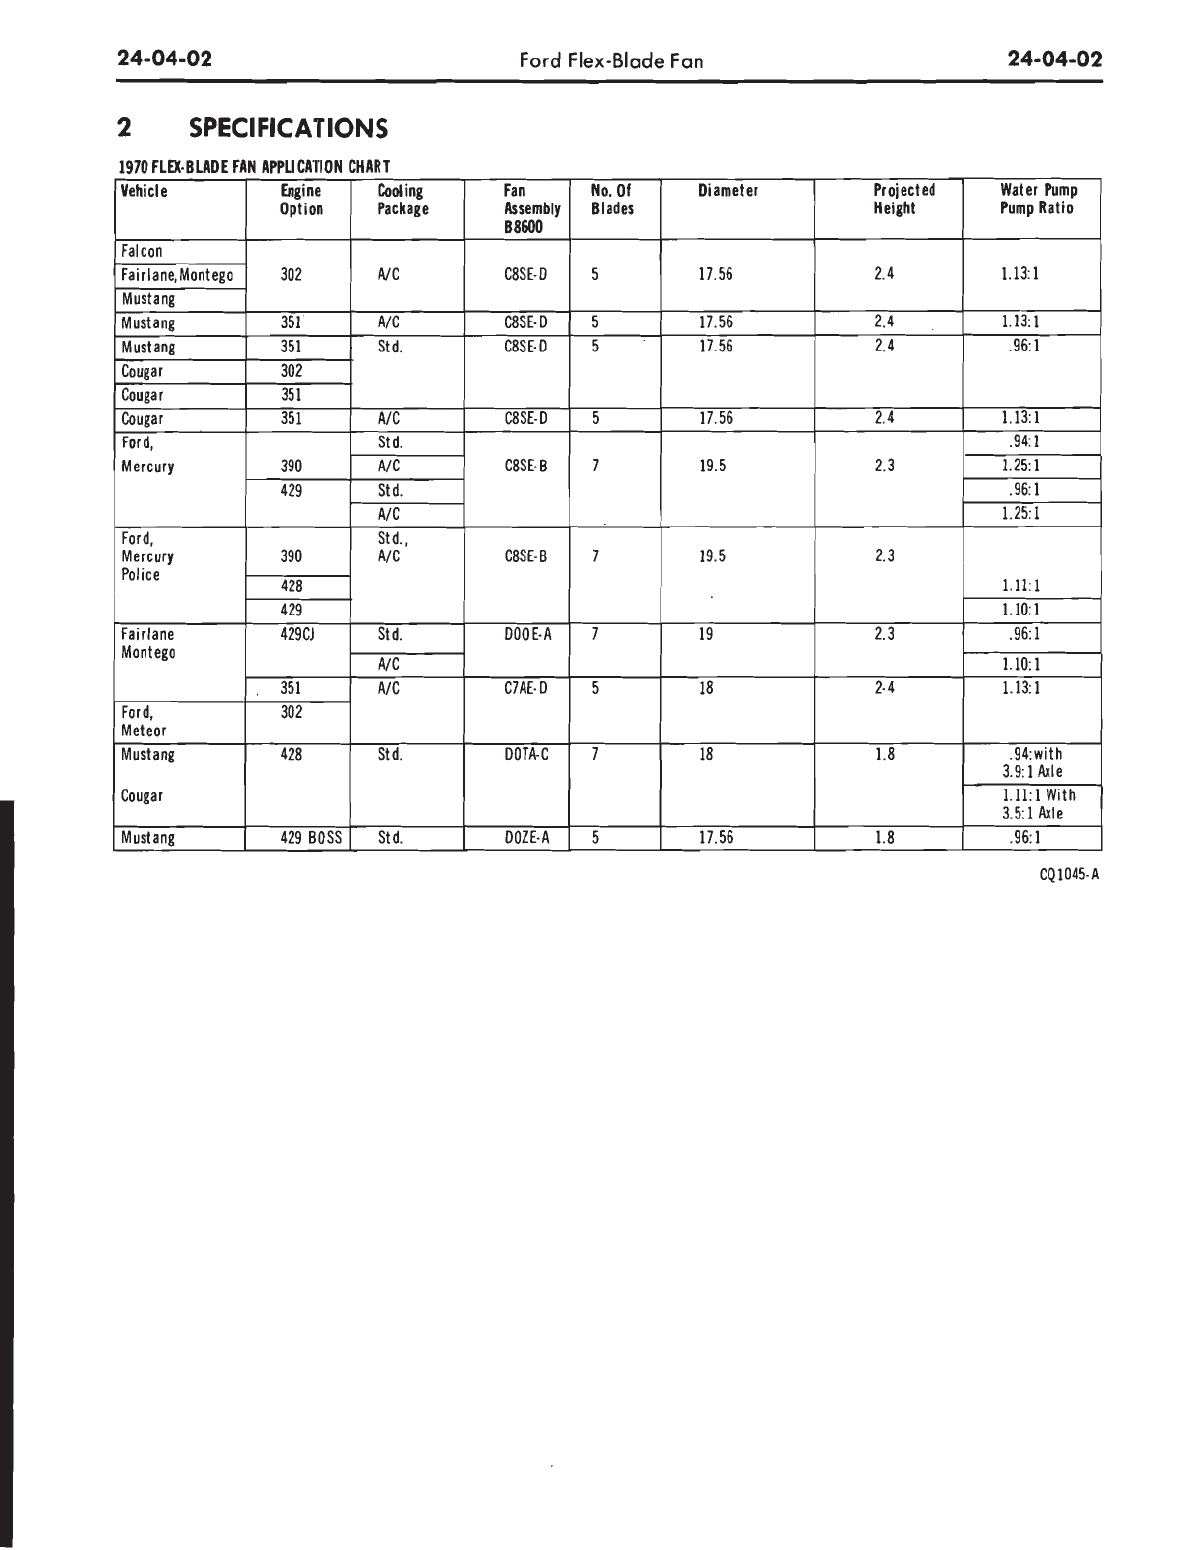 24-04-02 Ford Flex-Blade Fan 24-04-02
2 SPECIFICATIONS
1970 FLEX-BLADE FAN APPLICATION CHART
Vehicle Engine Cooling Fan No. Of Diameter Projected Water Pump
Option Package Assembly Blades Height Pump Ratio
B8600
Falcon
Fairlane, Montego 302 A/C C8SE-D 5 17.56 2.4 1.13:1
Mustang
Mustang 351 A/C C8SE-D 5 17.56 2.4 1.13:1
Mustang 351 Std. C8SE-D 5 17.56 2.4 .96:1
Cougar 302
Cougar 351
Cougar 351 A/C C8SE-D 5 17.56 2.4 1.13:1
Ford, Std. .94:1
Mercury 390 A/C C8SE-B 7 19.5 2.3 1.25:1
429 Std. .96:1
A/C 1.25:1
Ford, Std.,
Mercury 390 A/C C8SE-B 7 19.5 2.3
Police
428 1.11:1
429 1.10:1
Fairlane 429CJ Std. DOOE-A 7 19 2.3 .96:1
Montego
A/C 1.10:1
351 A/C C7AE-D 5 18 2-4 1.13:1
Ford, 302
Meteor
Mustang 428 Std. DOTA-C 7 18 1.8 .94:with
3.9:1 Axle
Cougar 1.11:1 With
3.5:1 Axle
Mustang 429 BOSS Std. DOZE-A 5 17.56 1.8 .96:1
CQ1045-A